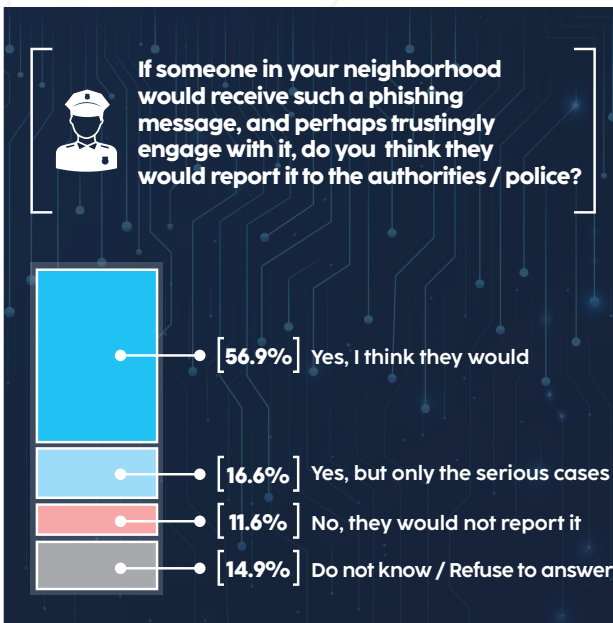 If someone in your neighborhood
would receive such a phishing
message, and perhaps trustingly
engage with it, do you think they
would report it to the authorities / police?
[56.9%] Yes, I think they would
[16.6%] Yes, but only the serious cases
[11.6%] No, they would not report it
[14.9%] Do not know / Refuse to answer